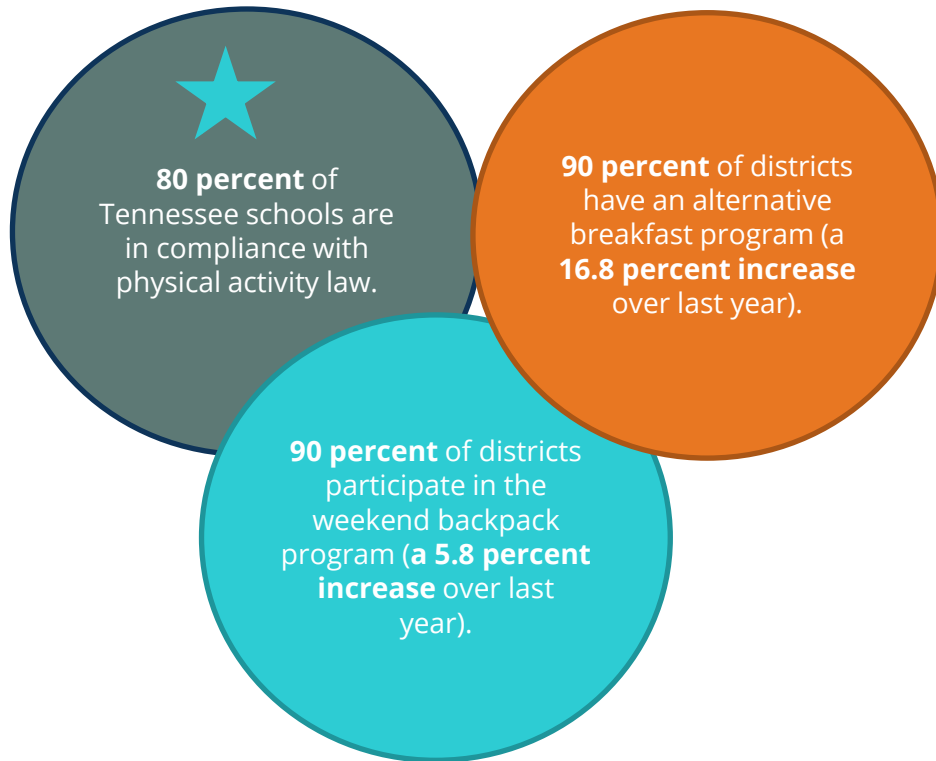 80 percent of
Tennessee schools are
in compliance with
physical activity law.
90 percent of districts
have an alternative
breakfast program (a
16.8 percent increase
over last year).
90 percent of districts
participate in the
weekend backpack
program (a 5.8 percent
increase over last
year).